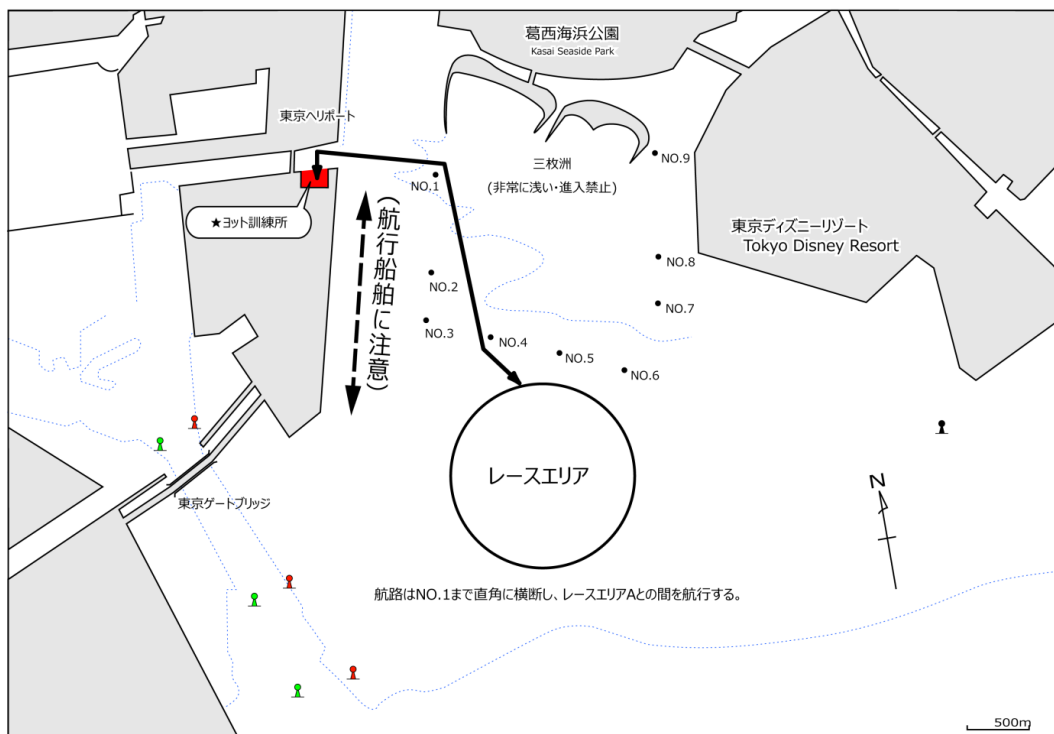 葛西海浜公園
Kasai Seaside Park
東京ヘリポート
三枚洲
(非常に浅い・進入禁止)
NO.9
NO.1
★ヨット訓練所
(航行船舶に注意)
東京ディズニーリゾート
Tokyo Disney Resort
NO.8
NO.2
NO.7
NO.3
NO.4
NO.5
NO.6
レースエリア
N
東京ゲートブリッジ
航路はNO.1まで直角に横断し、レースエリアAとの間を航行する。
500m